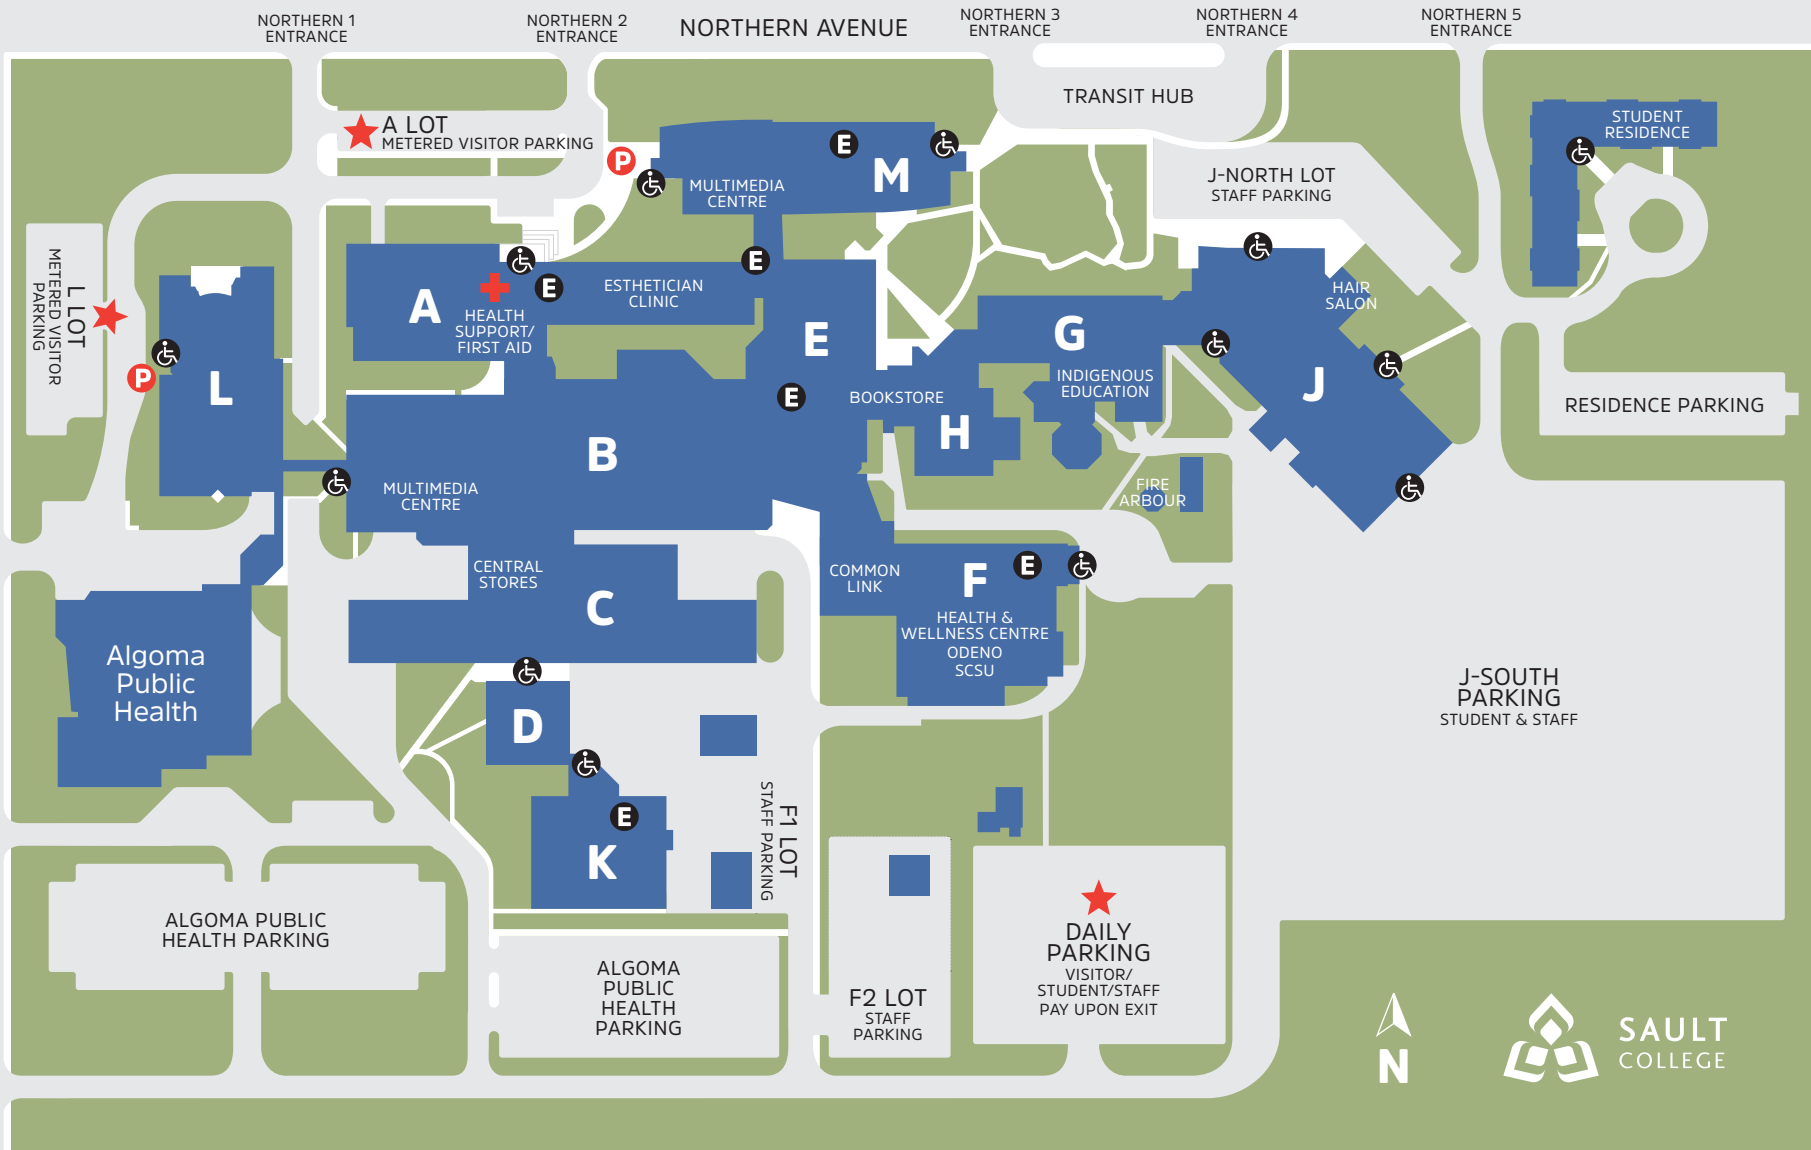 NORTHERN 1
ENTRANCE
NORTHERN 2
ENTRANCE
NORTHERN AVENUE
NORTHERN 3
ENTRANCE
NORTHERN 4
ENTRANCE
NORTHERN 5
ENTRANCE
TRANSIT HUB
A LOT
METERED VISITOR PARKING
P
E
M
MULTIMEDIA
CENTRE
J-NORTH LOT
STAFF PARKING
STUDENT
RESIDENCE
L LOT
METERED VISITOR
PARKING
P
L
A
HEALTH
SUPPORT/
FIRST AID
E
ESTHETICIAN
CLINIC
E
E
E
BOOKSTORE
G
INDIGENOUS
EDUCATION
H
HAIR
SALON
J
RESIDENCE PARKING
B
MULTIMEDIA
CENTRE
FIRE
ARBOUR
CENTRAL
STORES
C
COMMON
LINK
F
E
HEALTH &
WELLNESS CENTRE
ODENO
SCSU
Algoma
Public
Health
D
E
K
F1 LOT
STAFF PARKING
J-SOUTH
PARKING
STUDENT & STAFF
ALGOMA PUBLIC
HEALTH PARKING
ALGOMA
PUBLIC
HEALTH
PARKING
F2 LOT
STAFF
PARKING
DAILY
PARKING
VISITOR/
STUDENT/STAFF
PAY UPON EXIT
N
SAULT
COLLEGE